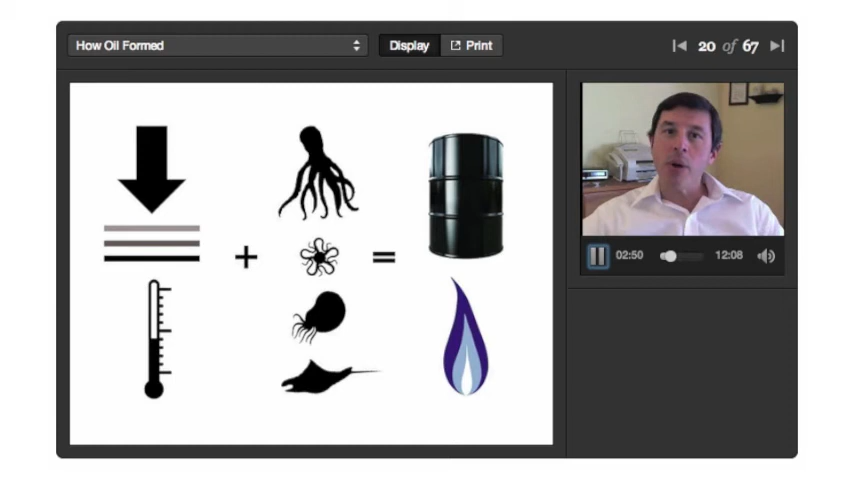 How Oil Formed
Display
Print
20 of 67
+
=
02:50
12:08